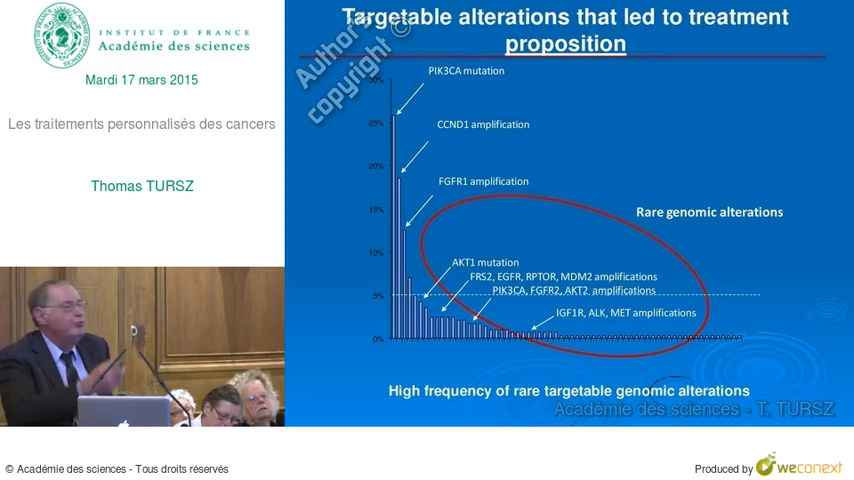 INSTITUT DE FRANCE
Académie des sciences
Mardi 17 mars 2015
Les traitements personnalisés des cancers
Thomas TURSZ
Targetable alterations that led to treatment
proposition
Author's ©
copyright
30%
25%
20%
15%
10%
5%
0%
PIK3CA mutation
CCND1 amplification
FGFR1 amplification
Rare genomic alterations
AKT1 mutation
FRS2, EGFR, RPTOR, MDM2 amplifications
PIK3CA, FGFR2, AKT2 amplifications
IGF1R, ALK, MET amplifications
High frequency of rare targetable genomic alterations
Académie des sciences - T. TURSZ
© Académie des sciences - Tous droits réservés
Produced by weconext